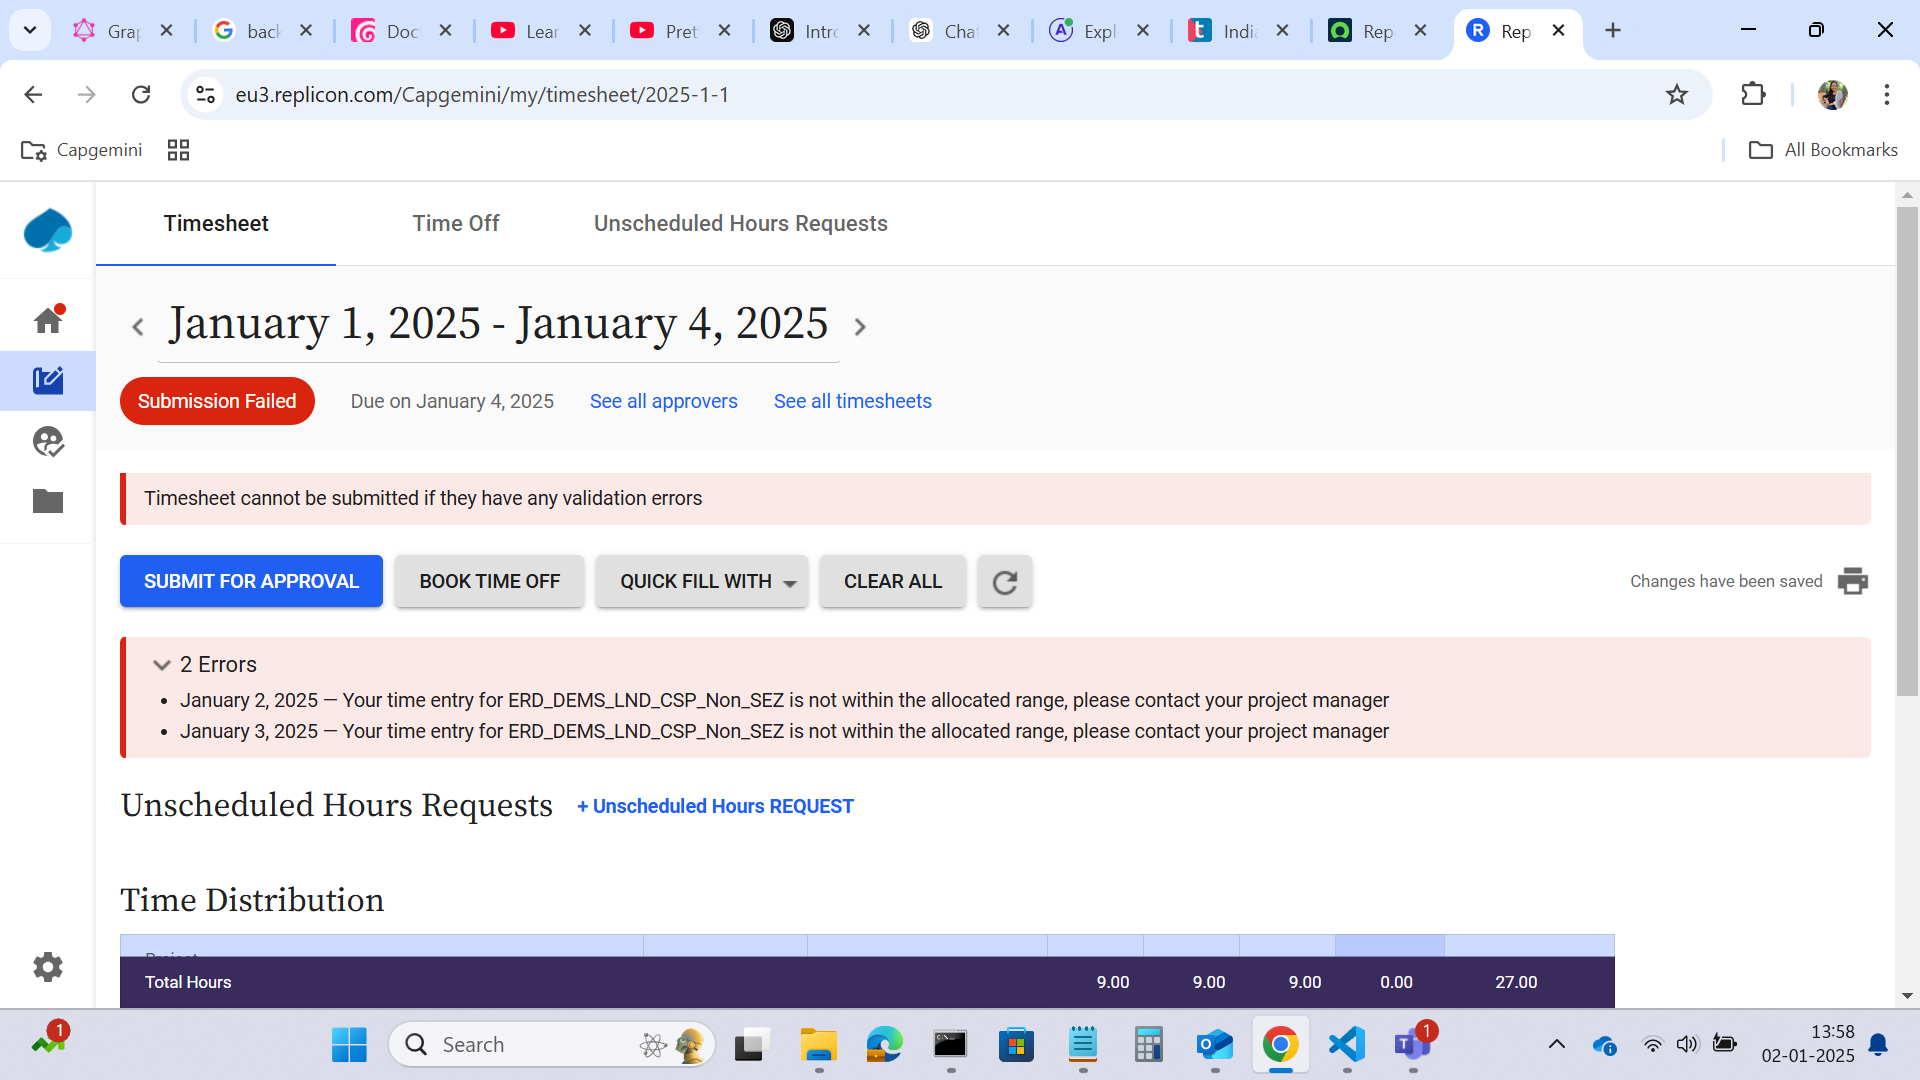 Grap
back
Doc
Lear
Pret
Intro
Chat
Expl
India
Repl
Rep
eu3.replicon.com/Capgemini/my/timesheet/2025-1-1
Capgemini
All Bookmarks
Timesheet
Time Off
Unscheduled Hours Requests
January 1, 2025 - January 4, 2025
Submission Failed
Due on January 4, 2025
See all approvers
See all timesheets
Timesheet cannot be submitted if they have any validation errors
SUBMIT FOR APPROVAL
BOOK TIME OFF
QUICK FILL WITH
CLEAR ALL
Changes have been saved
2 Errors
• January 2, 2025 — Your time entry for ERD_DEMS_LND_CSP_Non_SEZ is not within the allocated range, please contact your project manager
• January 3, 2025 — Your time entry for ERD_DEMS_LND_CSP_Non_SEZ is not within the allocated range, please contact your project manager
Unscheduled Hours Requests
+ Unscheduled Hours REQUEST
Time Distribution
Project
Total Hours 9.00 9.00 9.00 0.00 27.00
1
Search
1
13:58
02-01-2025